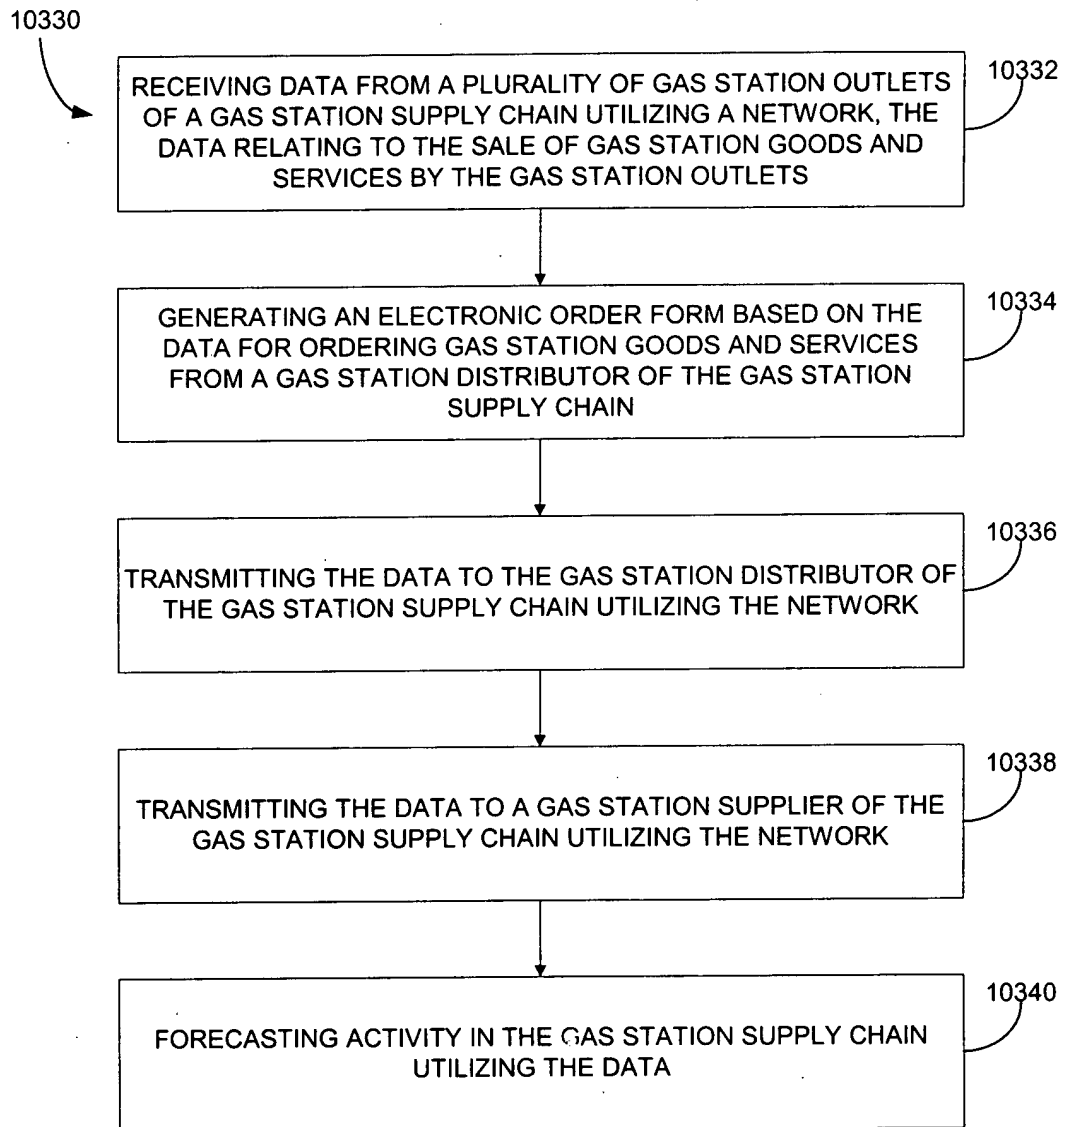 10330
RECEIVING DATA FROM A PLURALITY OF GAS STATION OUTLETS
OF A GAS STATION SUPPLY CHAIN UTILIZING A NETWORK, THE
DATA RELATING TO THE SALE OF GAS STATION GOODS AND
SERVICES BY THE GAS STATION OUTLETS
10332
GENERATING AN ELECTRONIC ORDER FORM BASED ON THE
DATA FOR ORDERING GAS STATION GOODS AND SERVICES
FROM A GAS STATION DISTRIBUTOR OF THE GAS STATION
SUPPLY CHAIN
10334
TRANSMITTING THE DATA TO THE GAS STATION DISTRIBUTOR OF
THE GAS STATION SUPPLY CHAIN UTILIZING THE NETWORK
10336
TRANSMITTING THE DATA TO A GAS STATION SUPPLIER OF THE
GAS STATION SUPPLY CHAIN UTILIZING THE NETWORK
10338
FORECASTING ACTIVITY IN THE GAS STATION SUPPLY CHAIN
UTILIZING THE DATA
10340